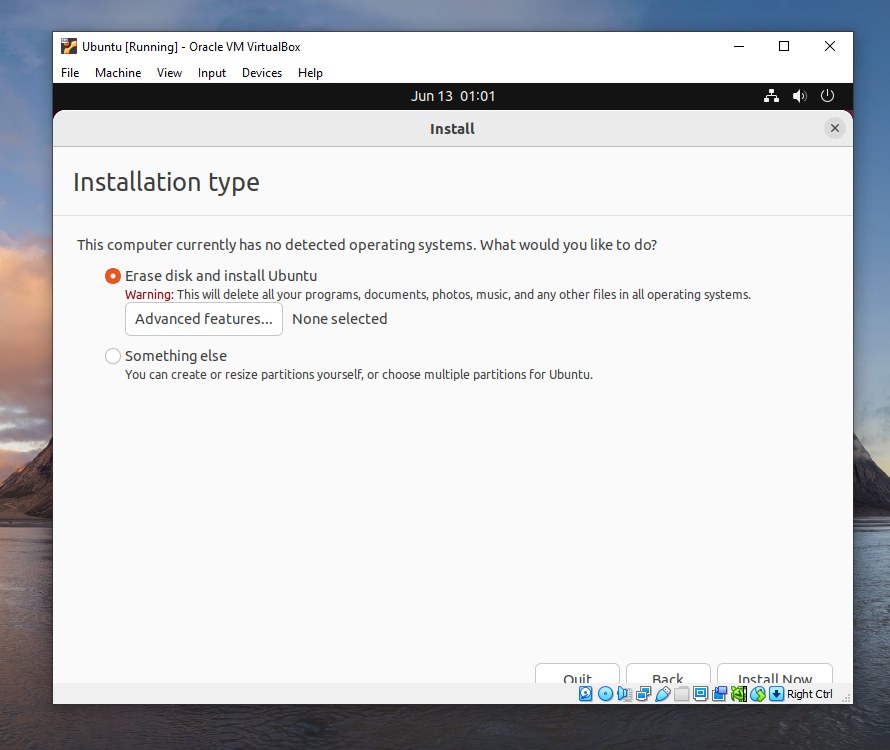 Ubuntu [Running] - Oracle VM VirtualBox
File Machine View Input Devices Help
Jun 13 01:01
Install
Installation type
This computer currently has no detected operating systems. What would you like to do?
Erase disk and install Ubuntu
Warning: This will delete all your programs, documents, photos, music, and any other files in all operating systems.
Advanced features... None selected
Something else
You can create or resize partitions yourself, or choose multiple partitions for Ubuntu.
Quit Back Install Now
Right Ctrl